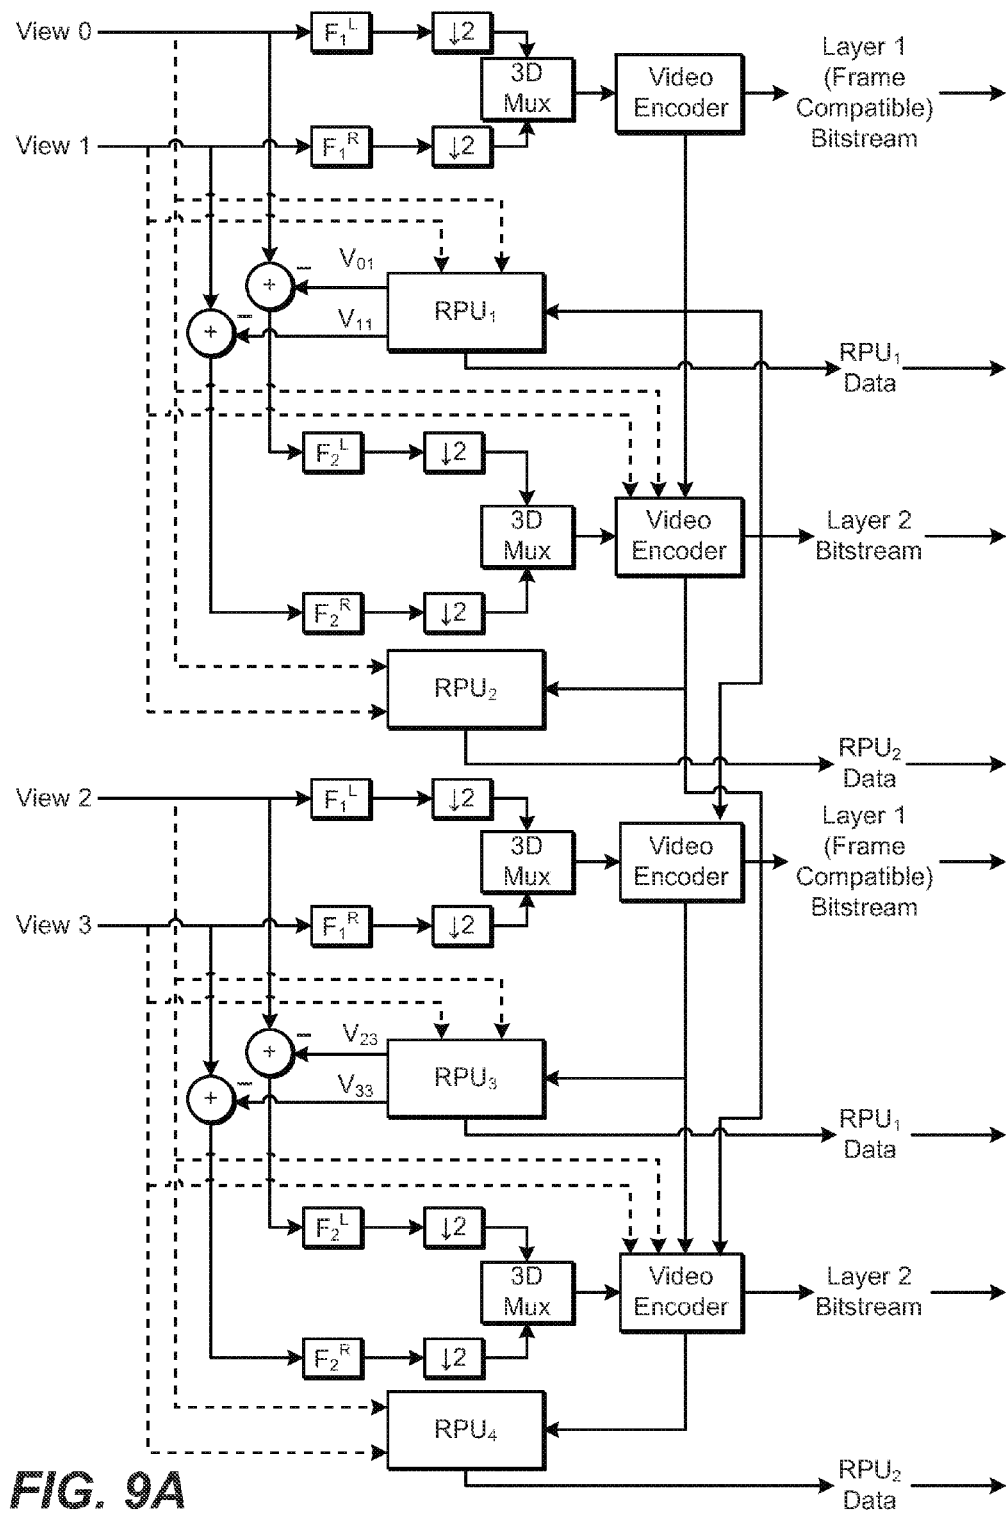 View 0
F₁ᴸ
↓2
3D
Mux
Video
Encoder
Layer 1
(Frame
Compatible)
Bitstream
View 1
F₁ᴿ
↓2
V₀₁
+
−
RPU₁
V₁₁
+
−
RPU₁
Data
F₂ᴸ
↓2
3D
Mux
Video
Encoder
Layer 2
Bitstream
F₂ᴿ
↓2
RPU₂
RPU₂
Data
View 2
F₁ᴸ
↓2
3D
Mux
Video
Encoder
Layer 1
(Frame
Compatible)
Bitstream
View 3
F₁ᴿ
↓2
V₂₃
+
−
RPU₃
V₃₃
+
−
RPU₁
Data
F₂ᴸ
↓2
3D
Mux
Video
Encoder
Layer 2
Bitstream
F₂ᴿ
↓2
RPU₄
RPU₂
Data
FIG. 9A